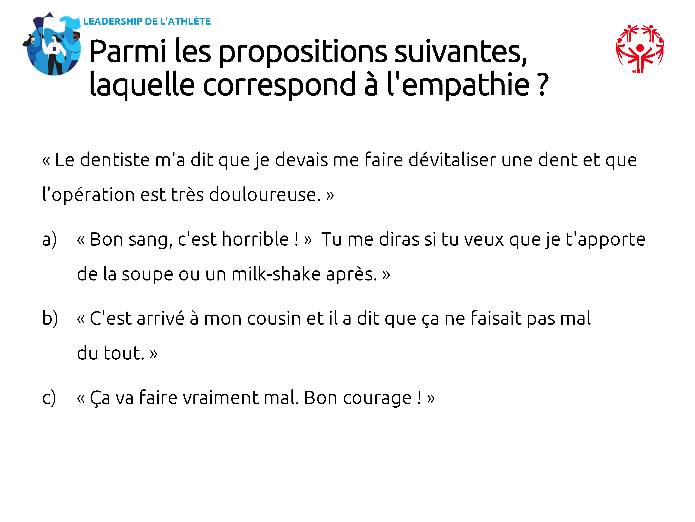 LEADERSHIP DE L'ATHLÈTE
Parmi les propositions suivantes,
laquelle correspond à l'empathie ?
« Le dentiste m'a dit que je devais me faire dévitaliser une dent et que
l'opération est très douloureuse. »
a) « Bon sang, c'est horrible ! » Tu me diras si tu veux que je t'apporte
de la soupe ou un milk-shake après. »
b) « C'est arrivé à mon cousin et il a dit que ça ne faisait pas mal
du tout. »
c) « Ça va faire vraiment mal. Bon courage ! »